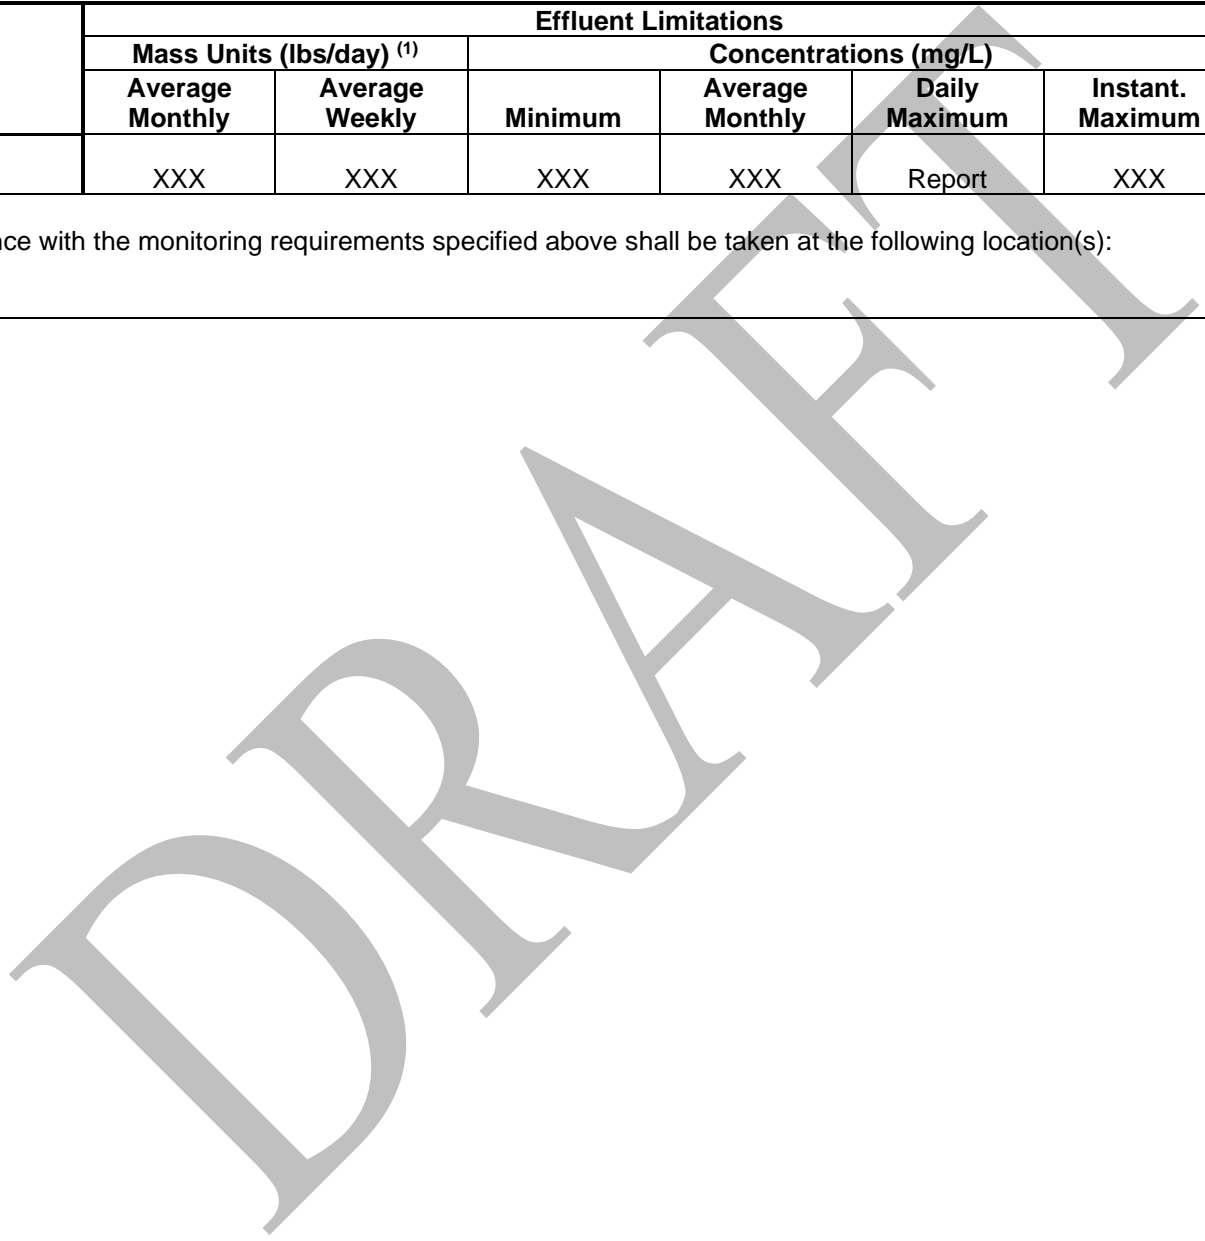 Effluent Limitations
Mass Units (lbs/day) (1) Concentrations (mg/L)
Average Monthly Average Weekly Minimum Average Monthly Daily Maximum Instant. Maximum
XXX XXX XXX XXX Report XXX
with the monitoring requirements specified above shall be taken at the following location(s):
DRAFT